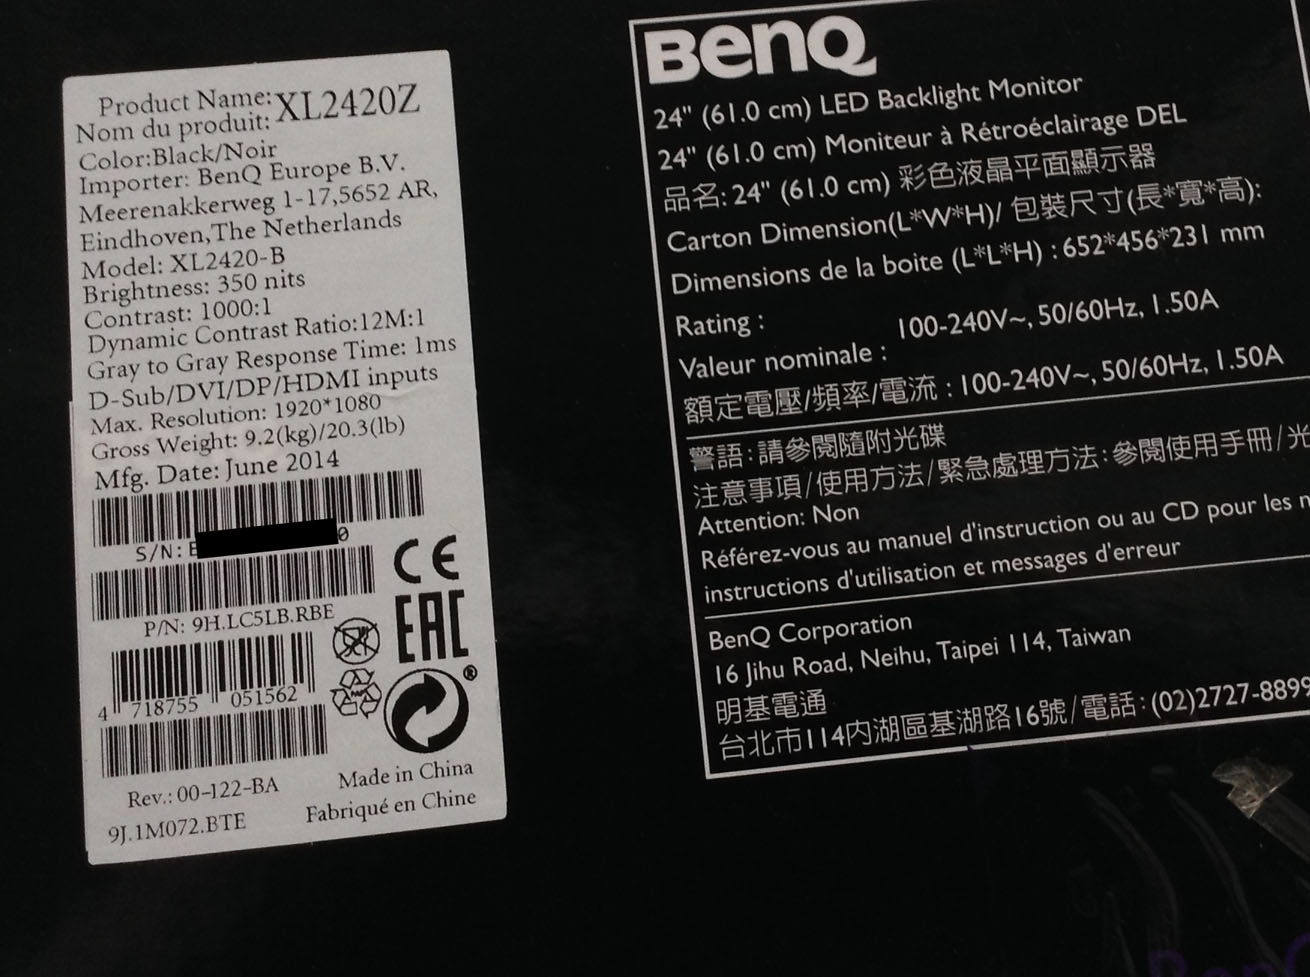 Product Name: XL2420Z
Nom du produit:
Color:Black/Noir
Importer: BenQ Europe B.V.
Meerenakkerweg 1-17,5652 AR,
Eindhoven,The Netherlands
Model: XL2420-B
Brightness: 350 nits
Contrast: 1000:1
Dynamic Contrast Ratio:12M:1
Gray to Gray Response Time: 1ms
D-Sub/DVI/DP/HDMI inputs
Max. Resolution: 1920*1080
Gross Weight: 9.2(kg)/20.3(lb)
Mfg. Date: June 2014
S/N: E 0
P/N: 9H.LC5LB.RBE
CE
EAC
4 718755 051562
®
Rev.: 00-122-BA
Made in China
9J.1M072.BTE
Fabriqué en Chine
BenQ
24" (61.0 cm) LED Backlight Monitor
24" (61.0 cm) Moniteur à Rétroéclairage DEL
品名: 24" (61.0 cm) 彩色液晶平面顯示器
Carton Dimension(L*W*H)/ 包裝尺寸(長*寬*高):
Dimensions de la boite (L*L*H) : 652*456*231 mm
Rating :
100-240V~, 50/60Hz, 1.50A
Valeur nominale :
額定電壓/頻率/電流 : 100-240V~, 50/60Hz, 1.50A
警語:請參閱隨附光碟
注意事項/使用方法/緊急處理方法:參閱使用手冊/光
Attention: Non
Référez-vous au manuel d'instruction ou au CD pour les
instructions d'utilisation et messages d'erreur
BenQ Corporation
16 Jihu Road, Neihu, Taipei 114, Taiwan
明基電通
台北市114內湖區基湖路16號/電話:(02)2727-8899